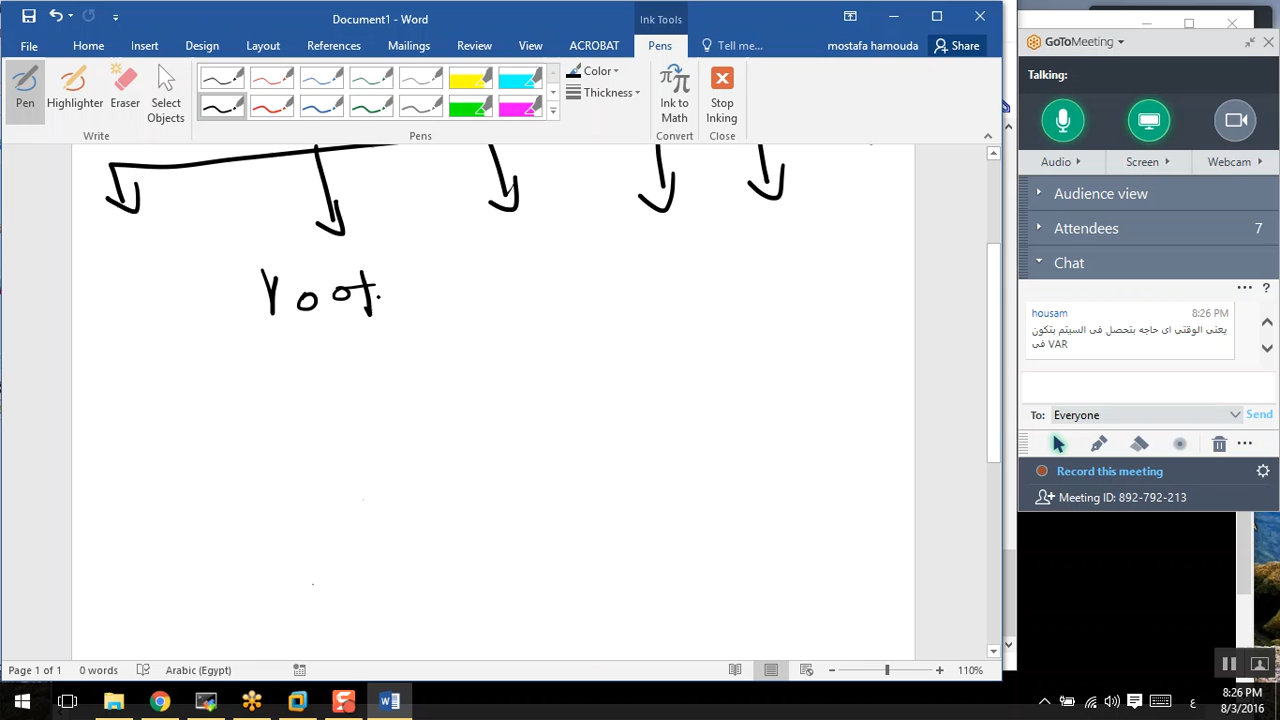 Document1 - Word
Ink Tools
File
Home
Insert
Design
Layout
References
Mailings
Review
View
ACROBAT
Pens
Tell me...
mostafa hamouda
Share
Pen
Highlighter
Eraser
Select Objects
Color
Thickness
Ink to Math
Stop Inking
Write
Pens
Convert
Close
root
Page 1 of 1
0 words
Arabic (Egypt)
110%
GoToMeeting
Talking:
Audio
Screen
Webcam
Audience view
Attendees
7
Chat
?
housam
8:26 PM
يعنى الوقتى اى حاجه بتحصل فى السيتم بتكون
فى VAR
To:
Everyone
Send
Record this meeting
Meeting ID: 892-792-213
ع
8:26 PM
8/3/2016